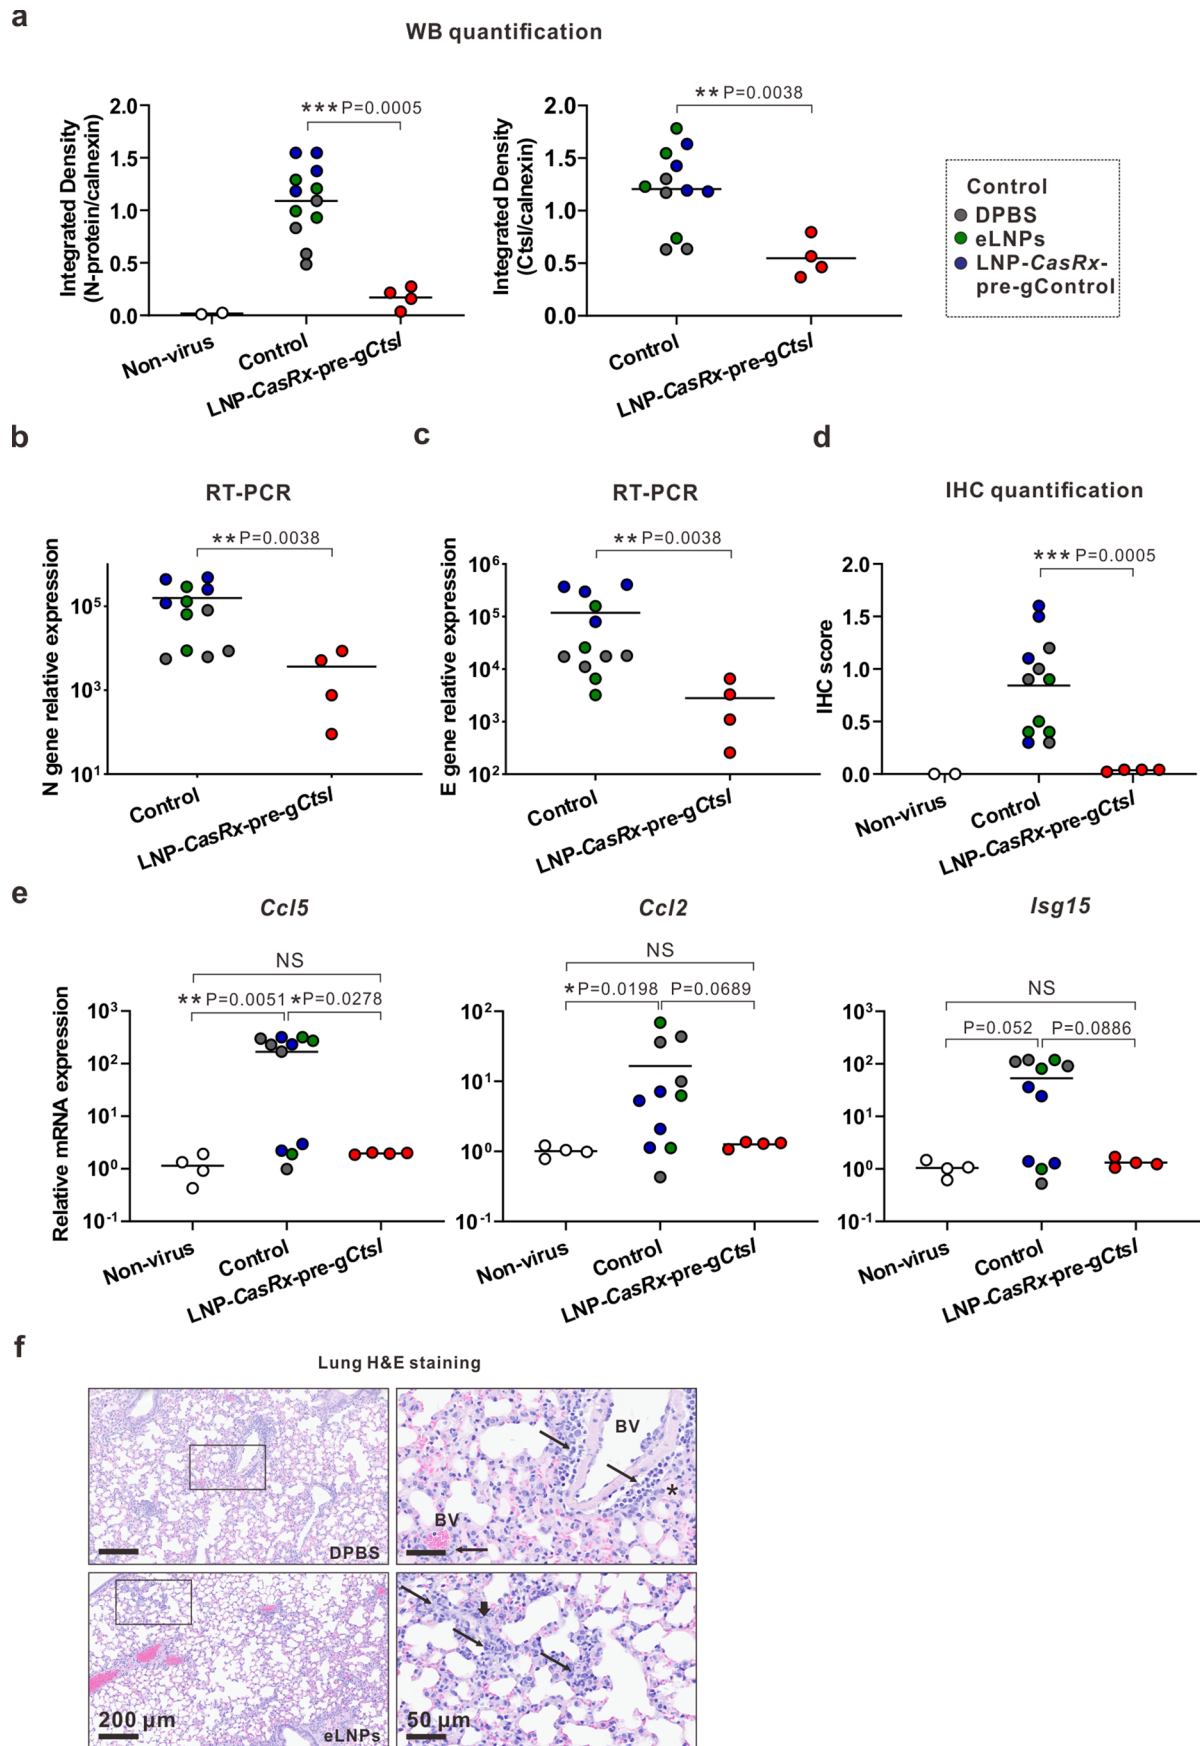 a
WB quantification
*** P=0.0005
2.0
1.5
1.0
0.5
0.0
Integrated Density
(N-protein/calnexin)
Non-virus
Control
LNP-CasRx-pre-gCtsl
** P=0.0038
2.0
1.5
1.0
0.5
0.0
Integrated Density
(Ctsl/calnexin)
Control
LNP-CasRx-pre-gCtsl
Control
DPBS
eLNPs
LNP-CasRx-
pre-gControl
b
RT-PCR
** P=0.0038
N gene relative expression
10⁵
10³
10¹
Control
LNP-CasRx-pre-gCtsl
c
RT-PCR
** P=0.0038
E gene relative expression
10⁶
10⁵
10⁴
10³
10²
Control
LNP-CasRx-pre-gCtsl
d
IHC quantification
*** P=0.0005
IHC score
2.0
1.5
1.0
0.5
0.0
Non-virus
Control
LNP-CasRx-pre-gCtsl
e
Ccl5
NS
** P=0.0051
*P=0.0278
Relative mRNA expression
10³
10²
10¹
10⁰
10⁻¹
Non-virus
Control
LNP-CasRx-pre-gCtsl
Ccl2
NS
* P=0.0198
P=0.0689
10²
10¹
10⁰
10⁻¹
Non-virus
Control
LNP-CasRx-pre-gCtsl
Isg15
NS
P=0.052
P=0.0886
10³
10²
10¹
10⁰
10⁻¹
Non-virus
Control
LNP-CasRx-pre-gCtsl
f
Lung H&E staining
DPBS
BV
*
BV
200 μm
eLNPs
50 μm